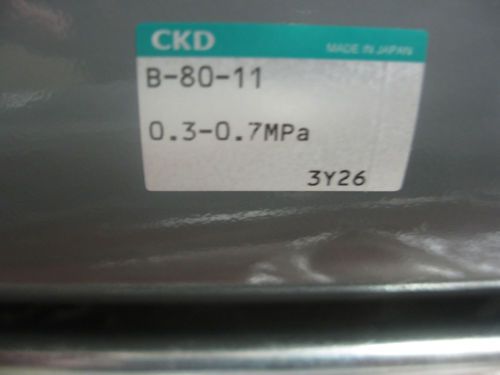 CKD
MADE IN JAPAN
B-80-11
0.3-0.7MPa
3Y26